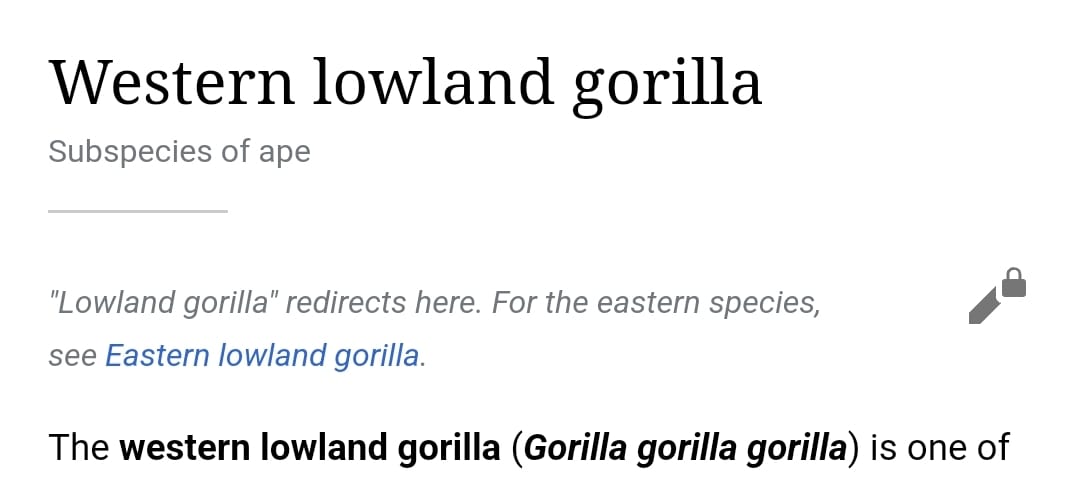 Western lowland gorilla
Subspecies of ape
"Lowland gorilla" redirects here. For the eastern species,
see Eastern lowland gorilla.
The western lowland gorilla (Gorilla gorilla gorilla) is one of